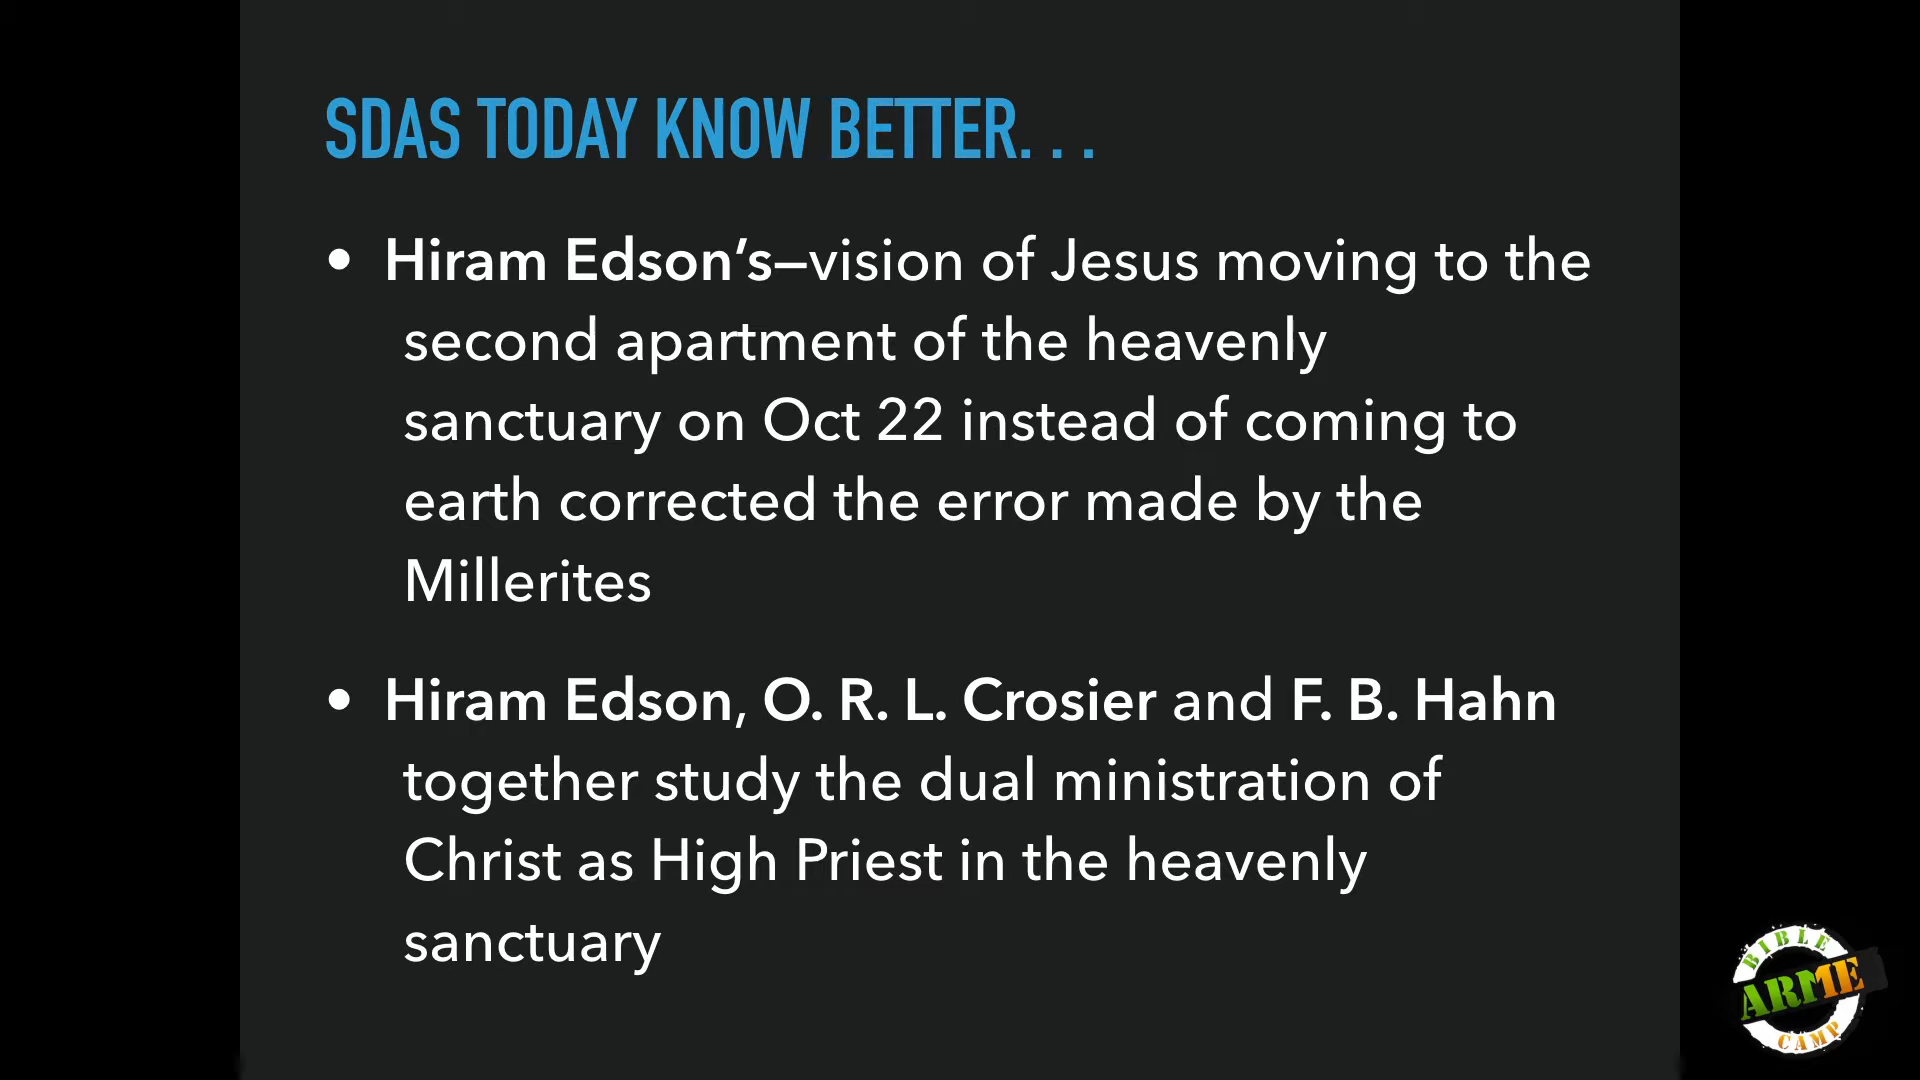 SDAS TODAY KNOW BETTER. . .
• Hiram Edson’s—vision of Jesus moving to the
second apartment of the heavenly
sanctuary on Oct 22 instead of coming to
earth corrected the error made by the
Millerites
• Hiram Edson, O. R. L. Crosier and F. B. Hahn
together study the dual ministration of
Christ as High Priest in the heavenly
sanctuary
BIBLE
ARME
CAMP